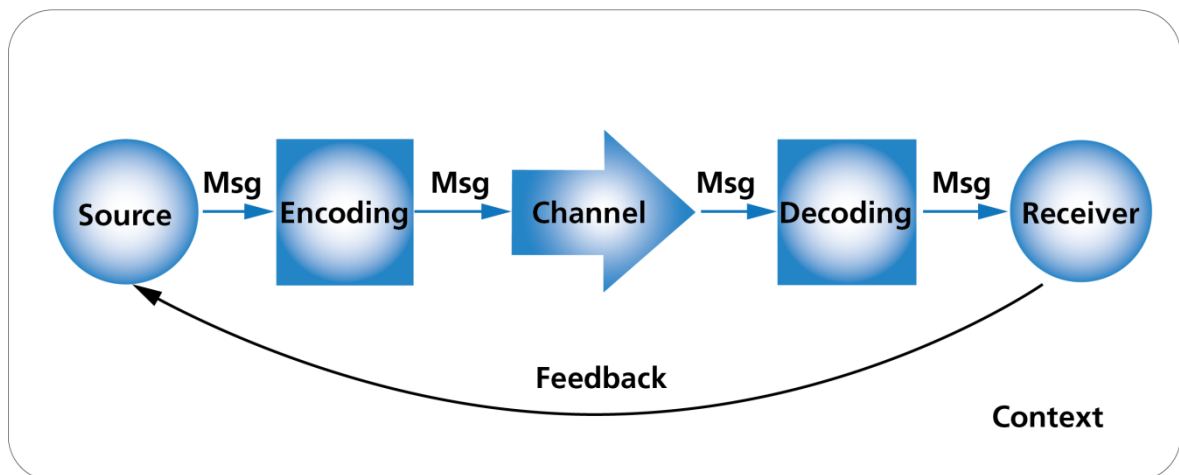 Source
Msg
Encoding
Msg
Channel
Msg
Decoding
Msg
Receiver
Feedback
Context